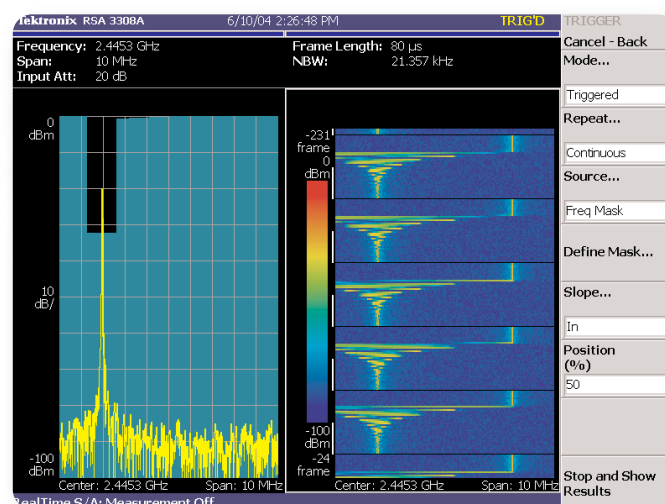 Tektronix RSA 3308A 6/10/04 2:26:48 PM TRIG'D TRIGGER
Cancel - Back
Frequency: 2.4453 GHz Frame Length: 80 µs
Span: 10 MHz NBW: 21.357 kHz
Input Att: 20 dB
Mode...
Triggered
Repeat...
Continuous
Source...
Freq Mask
Define Mask...
Slope...
In
Position
(%)
50
Stop and Show
Results
0
dBm
10
dB/
-100
dBm
Center: 2.4453 GHz Span: 10 MHz
-231
frame
0
dBm
-100
dBm
-24
frame
Center: 2.4453 GHz Span: 10 MHz
RealTime S/A: Measurement Off